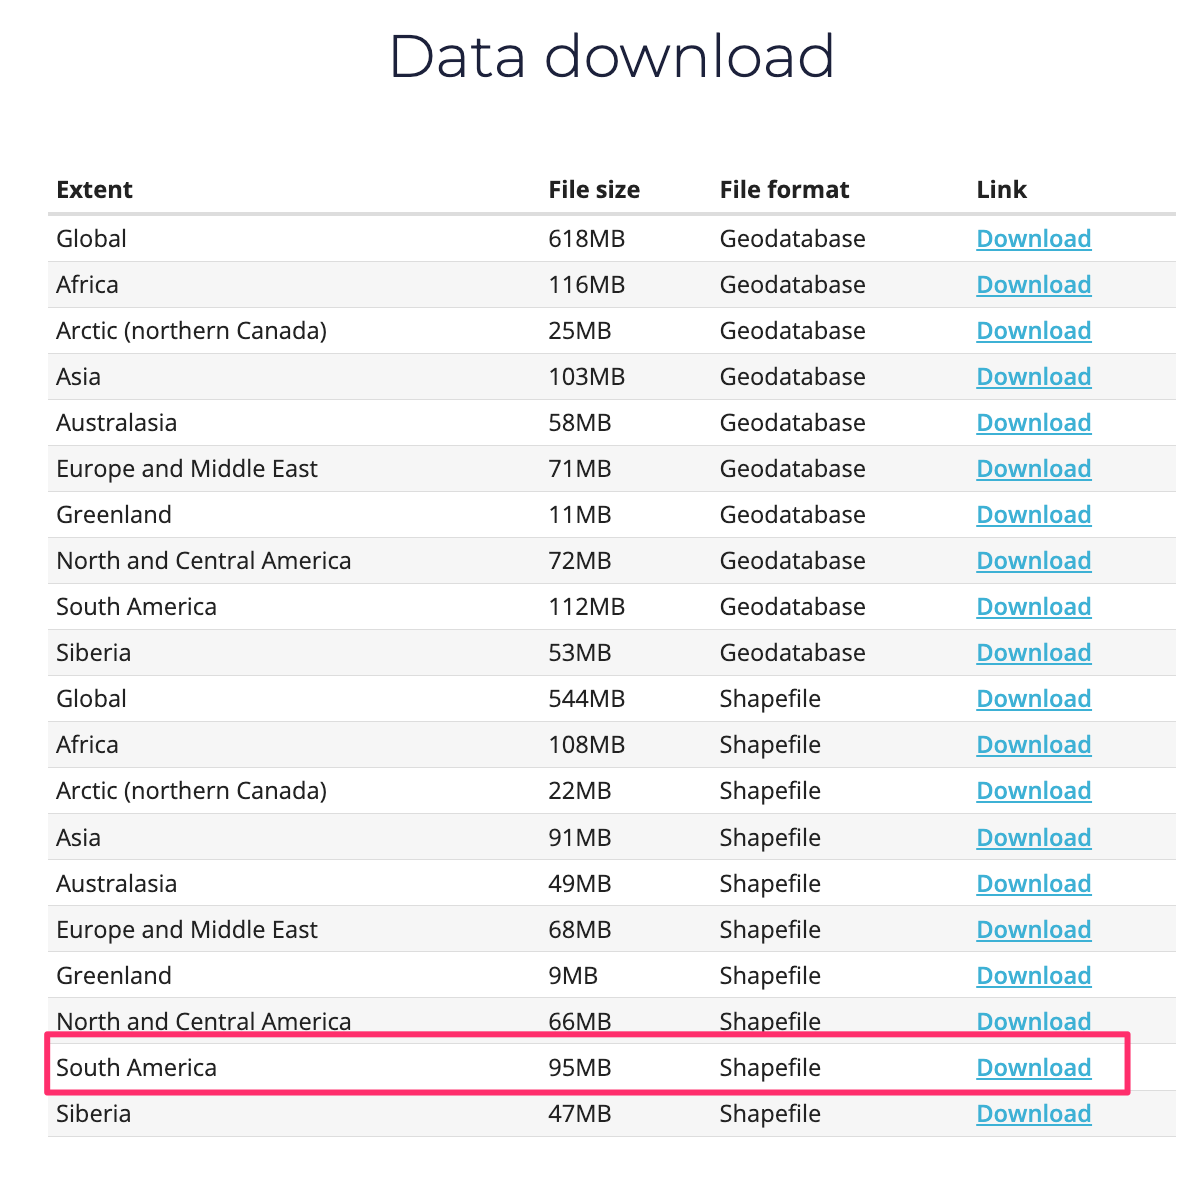 Data download
Extent File size File format Link
Global 618MB Geodatabase Download
Africa 116MB Geodatabase Download
Arctic (northern Canada) 25MB Geodatabase Download
Asia 103MB Geodatabase Download
Australasia 58MB Geodatabase Download
Europe and Middle East 71MB Geodatabase Download
Greenland 11MB Geodatabase Download
North and Central America 72MB Geodatabase Download
South America 112MB Geodatabase Download
Siberia 53MB Geodatabase Download
Global 544MB Shapefile Download
Africa 108MB Shapefile Download
Arctic (northern Canada) 22MB Shapefile Download
Asia 91MB Shapefile Download
Australasia 49MB Shapefile Download
Europe and Middle East 68MB Shapefile Download
Greenland 9MB Shapefile Download
North and Central America 66MB Shapefile Download
South America 95MB Shapefile Download
Siberia 47MB Shapefile Download